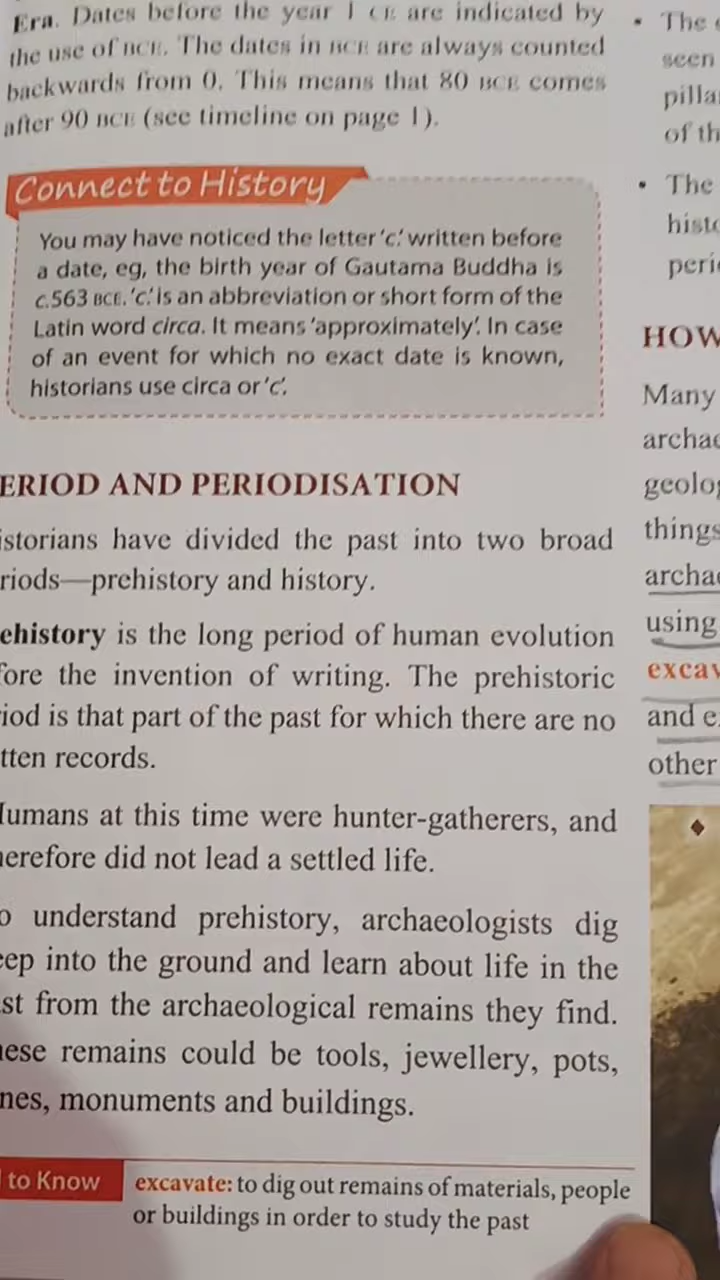 Era. Dates before the year 1 CE are indicated by
the use of BCE. The dates in BCE are always counted
backwards from 0. This means that 80 BCE comes
after 90 BCE (see timeline on page 1).
Connect to History
You may have noticed the letter 'c.' written before
a date, eg, the birth year of Gautama Buddha is
c.563 BCE. 'c.' is an abbreviation or short form of the
Latin word circa. It means 'approximately'. In case
of an event for which no exact date is known,
historians use circa or 'c'.
ERIOD AND PERIODISATION
istorians have divided the past into two broad
riods—prehistory and history.
ehistory is the long period of human evolution
fore the invention of writing. The prehistoric
iod is that part of the past for which there are no
tten records.
umans at this time were hunter-gatherers, and
erefore did not lead a settled life.
o understand prehistory, archaeologists dig
eep into the ground and learn about life in the
st from the archaeological remains they find.
ese remains could be tools, jewellery, pots,
nes, monuments and buildings.
to Know
excavate: to dig out remains of materials, people
or buildings in order to study the past
• The
seen
pilla
of th
• The
histo
perio
HOW
Many
archae
geolog
things
archae
using
excav
and e
other